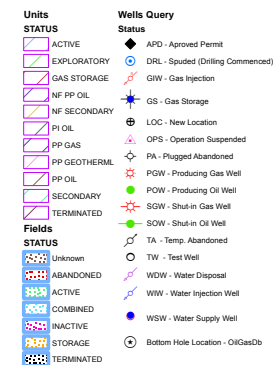 Units
STATUS
ACTIVE
EXPLORATORY
GAS STORAGE
NF PP OIL
NF SECONDARY
PI OIL
PP GAS
PP GEOTHERML
PP OIL
SECONDARY
TERMINATED
Fields
STATUS
Unknown
ABANDONED
ACTIVE
COMBINED
INACTIVE
STORAGE
TERMINATED
Wells Query
Status
APD - Aproved Permit
DRL - Spuded (Drilling Commenced)
GIW - Gas Injection
GS - Gas Storage
LOC - New Location
OPS - Operation Suspended
PA - Plugged Abandoned
PGW - Producing Gas Well
POW - Producing Oil Well
SGW - Shut-in Gas Well
SOW - Shut-in Oil Well
TA - Temp. Abandoned
TW - Test Well
WDW - Water Disposal
WIW - Water Injection Well
WSW - Water Supply Well
Bottom Hole Location - OilGasDb